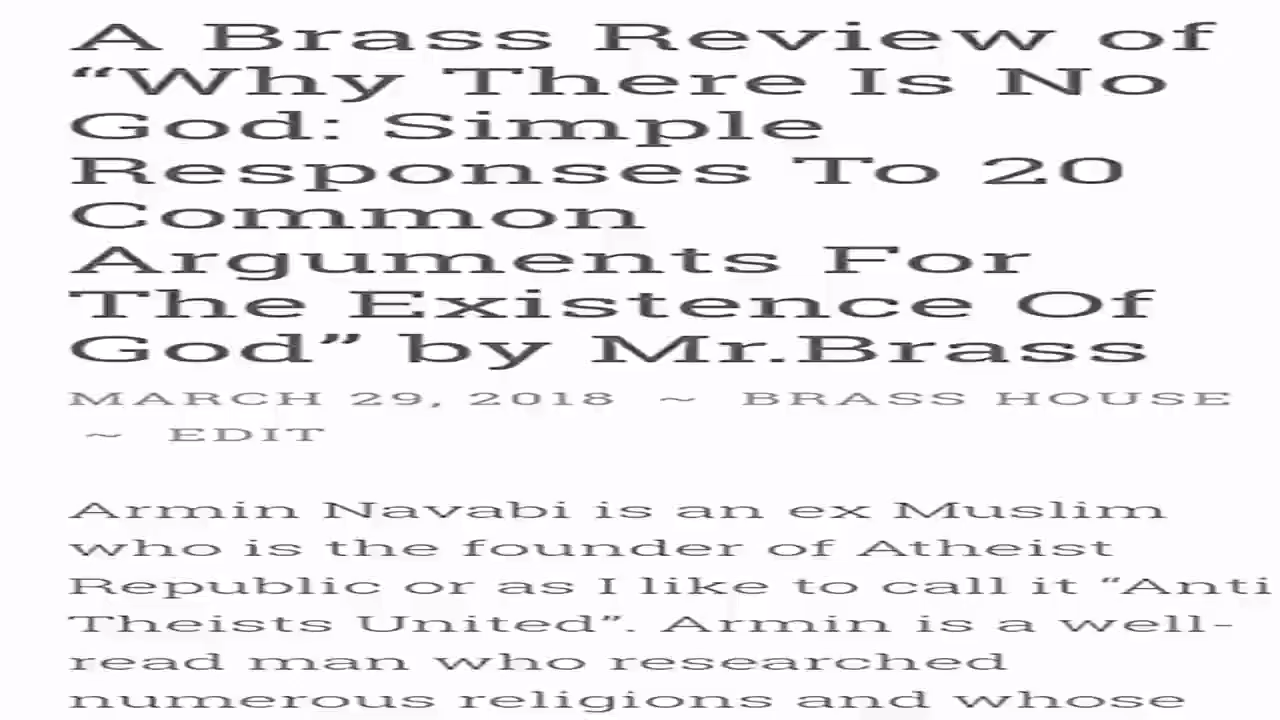 A Brass Review of
“Why There Is No
God: Simple
Responses To 20
Common
Arguments For
The Existence Of
God” by Mr.Brass
MARCH 29, 2018 ~ BRASS HOUSE
~ EDIT
Armin Navabi is an ex Muslim
who is the founder of Atheist
Republic or as I like to call it “Anti
Theists United”. Armin is a well-
read man who researched
numerous religions and whose